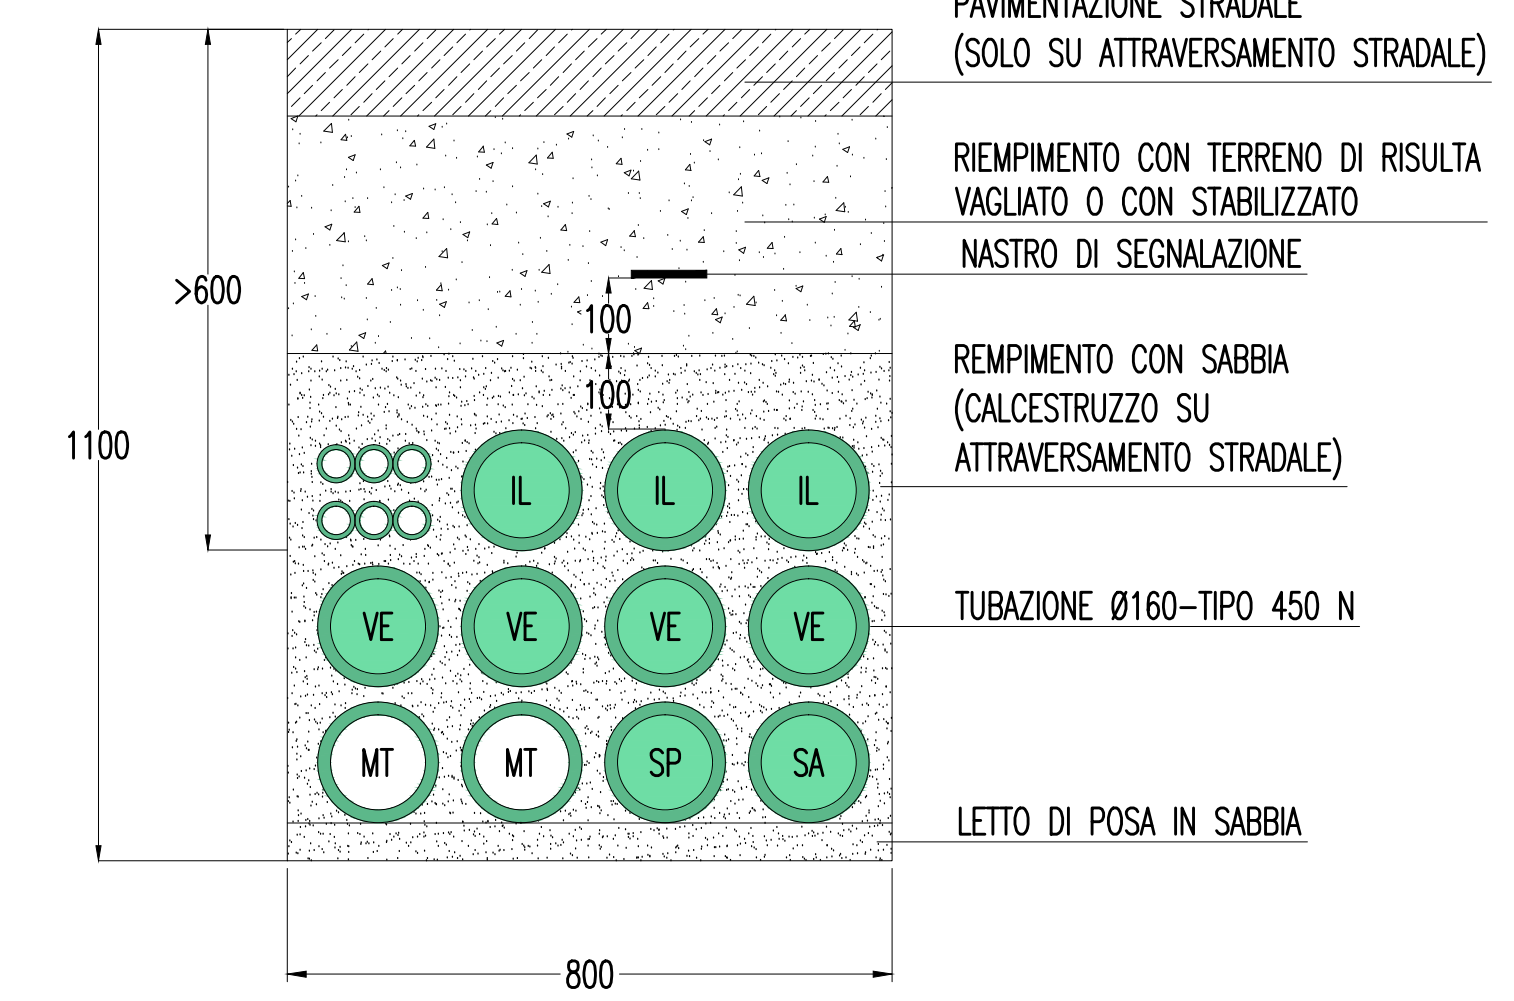 PAVIMENTAZIONE STRADALE
(SOLO SU ATTRAVERSAMENTO STRADALE)
RIEMPIMENTO CON TERRENO DI RISULTA
VAGLIATO O CON STABILIZZATO
NASTRO DI SEGNALAZIONE
>600
100
REMPIMENTO CON SABBIA
(CALCESTRUZZO SU
ATTRAVERSAMENTO STRADALE)
100
1100
IL IL IL
VE VE VE VE
TUBAZIONE Ø160-TIPO 450 N
MT MT SP SA
LETTO DI POSA IN SABBIA
800